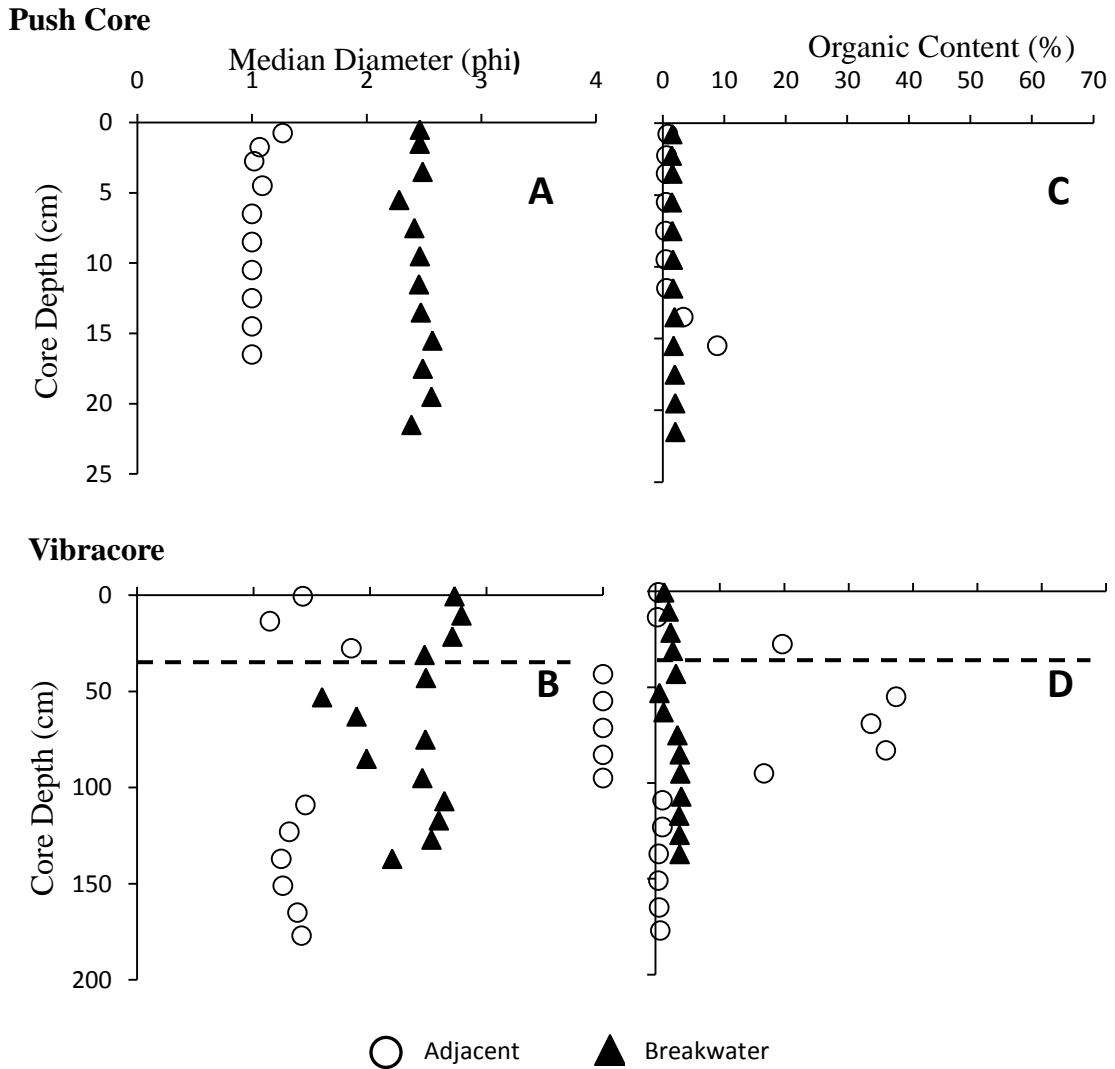 Push Core
Median Diameter (phi)
Organic Content (%)
0 1 2 3 4
0 10 20 30 40 50 60 70
0
5
10
15
20
25
Core Depth (cm)
A
C
Vibracore
0
50
100
150
200
Core Depth (cm)
B
D
Adjacent
Breakwater